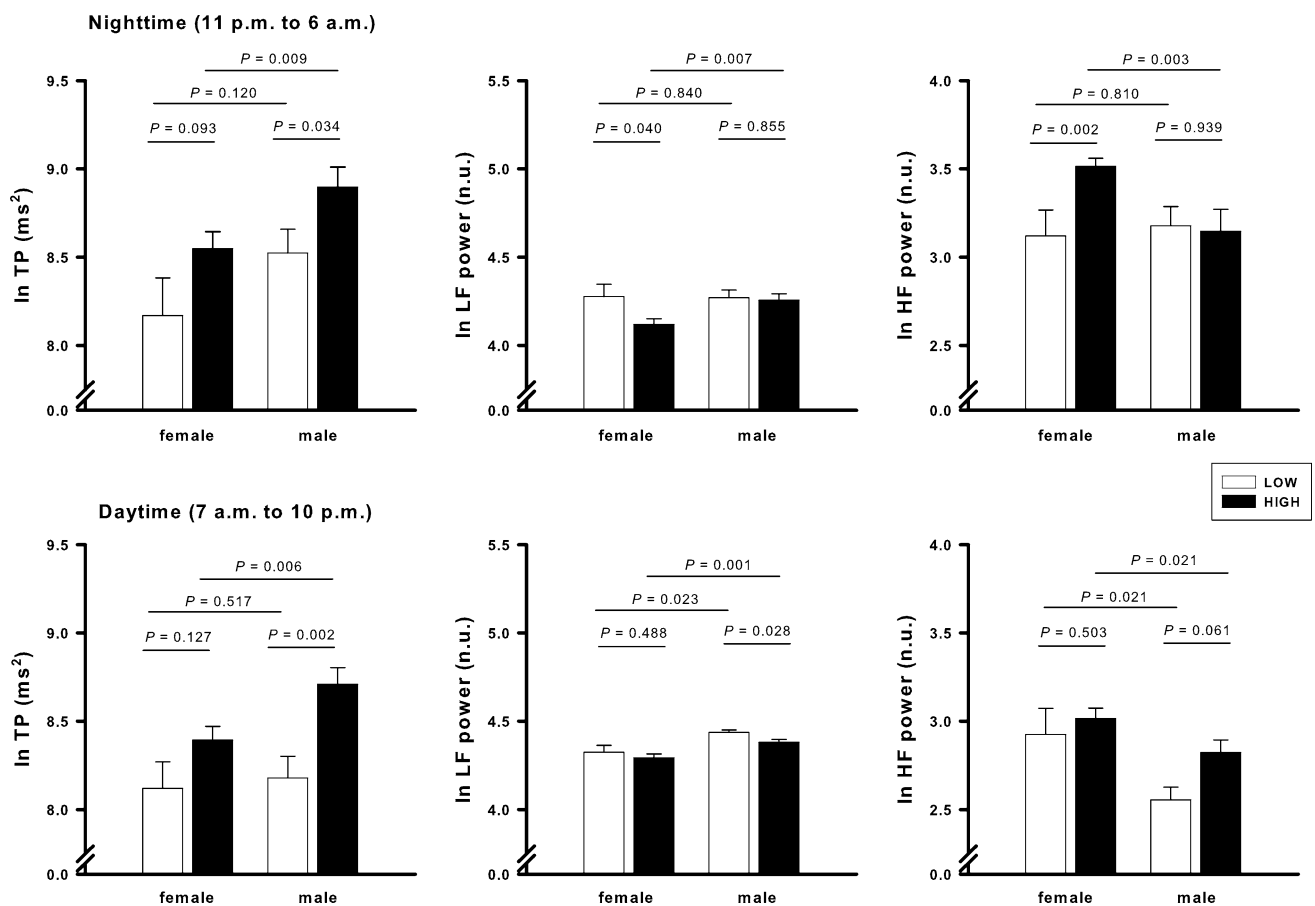 Nighttime (11 p.m. to 6 a.m.)
P = 0.009
P = 0.120
P = 0.093
P = 0.034
9.5
9.0
8.5
8.0
0.0
ln TP (ms²)
female
male
P = 0.007
P = 0.840
P = 0.040
P = 0.855
5.5
5.0
4.5
4.0
0.0
ln LF power (n.u.)
female
male
P = 0.003
P = 0.810
P = 0.002
P = 0.939
4.0
3.5
3.0
2.5
0.0
ln HF power (n.u.)
female
male
LOW
HIGH
Daytime (7 a.m. to 10 p.m.)
P = 0.006
P = 0.517
P = 0.127
P = 0.002
9.5
9.0
8.5
8.0
0.0
ln TP (ms²)
female
male
P = 0.001
P = 0.023
P = 0.488
P = 0.028
5.5
5.0
4.5
4.0
0.0
ln LF power (n.u.)
female
male
P = 0.021
P = 0.021
P = 0.503
P = 0.061
4.0
3.5
3.0
2.5
0.0
ln HF power (n.u.)
female
male